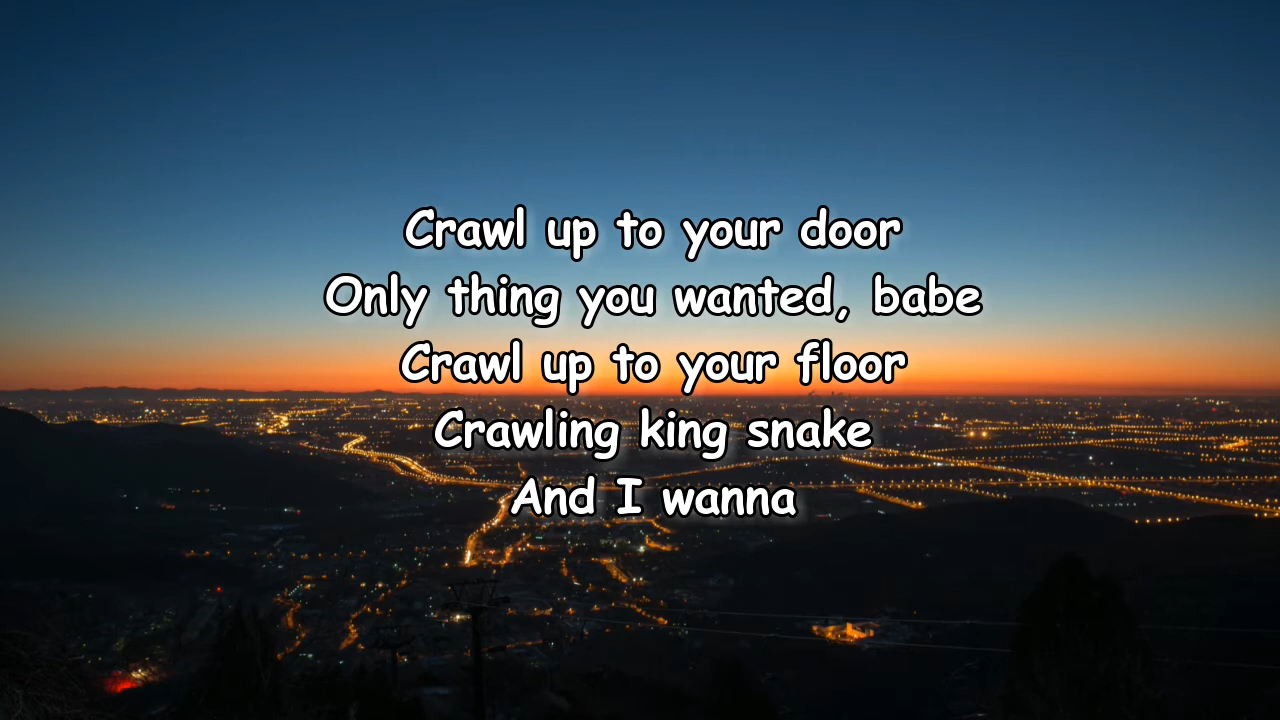 Crawl up to your door
Only thing you wanted, babe
Crawl up to your floor
Crawling king snake
And I wanna